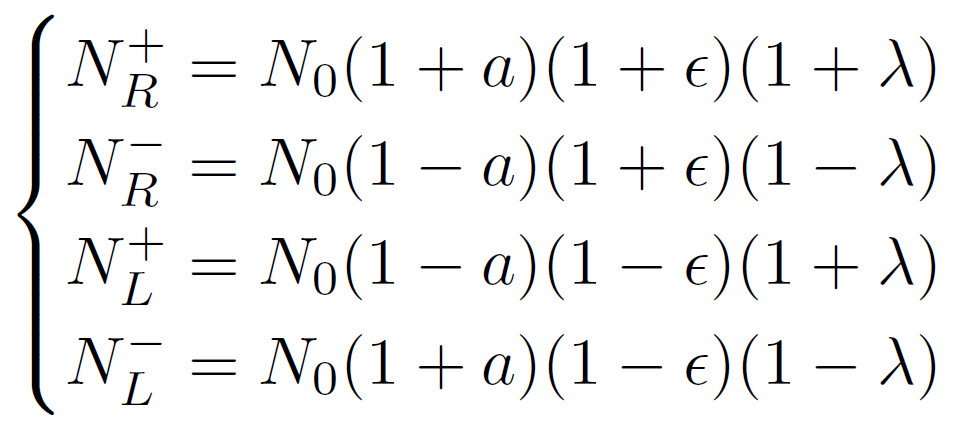 N_R^+ = N_0(1 + a)(1 + ϵ)(1 + λ)
N_R^- = N_0(1 − a)(1 + ϵ)(1 − λ)
N_L^+ = N_0(1 − a)(1 − ϵ)(1 + λ)
N_L^- = N_0(1 + a)(1 − ϵ)(1 − λ)